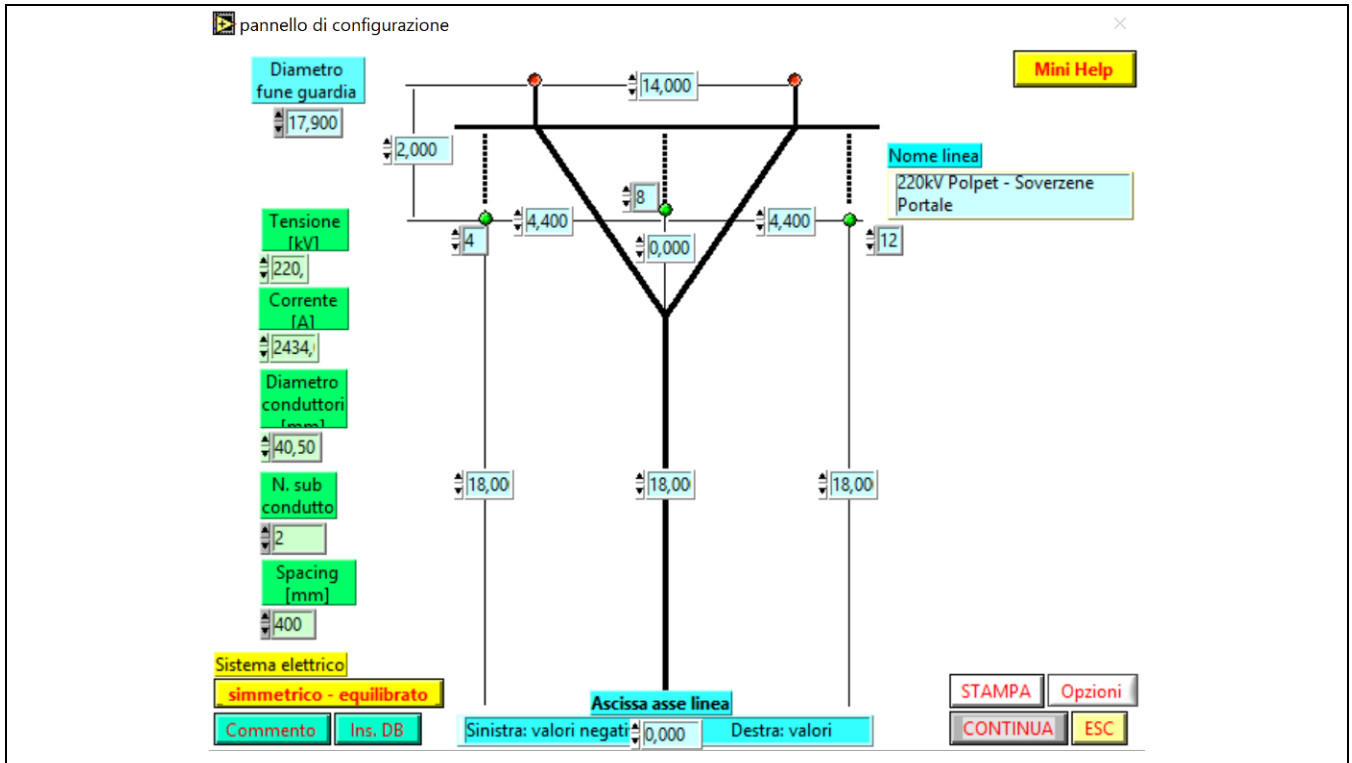 pannello di configurazione
Diametro
fune guardia
17,900
14,000
Mini Help
2,000
Nome linea
220kV Polpet - Soverzene
Portale
8
Tensione
[kV]
4,400
4,400
4
0,000
12
220,
Corrente
[A]
2434,
Diametro
conduttori
[mm]
40,50
N. sub
condutto
2
18,00
18,00
18,00
Spacing
[mm]
400
Sistema elettrico
simmetrico - equilibrato
Commento
Ins. DB
Ascissa asse linea
Sinistra: valori negati
0,000
Destra: valori
STAMPA
Opzioni
CONTINUA
ESC